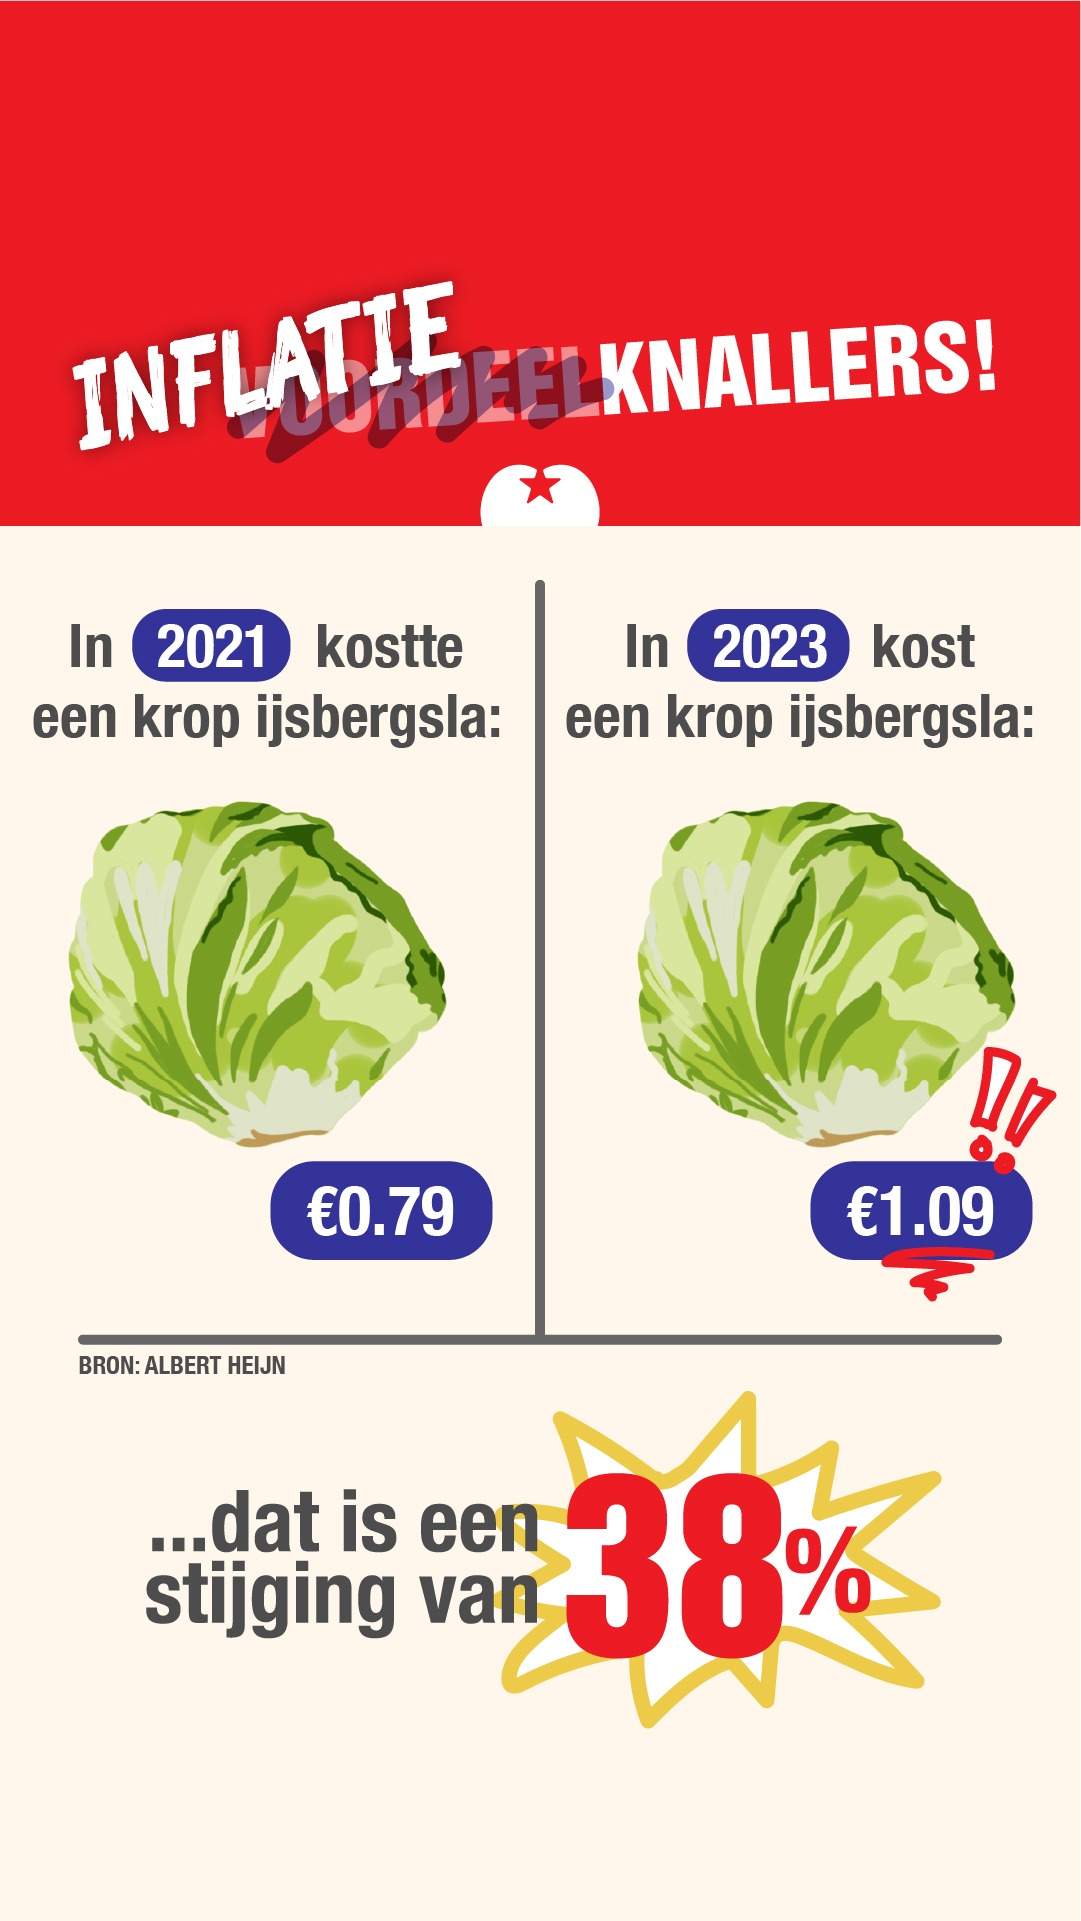 INFLATIE
VOORDEELKNALLERS!
In 2021 kostte
een krop ijsbergsla:
€0.79
In 2023 kost
een krop ijsbergsla:
!!
€1.09
BRON: ALBERT HEIJN
...dat is een
stijging van
38%